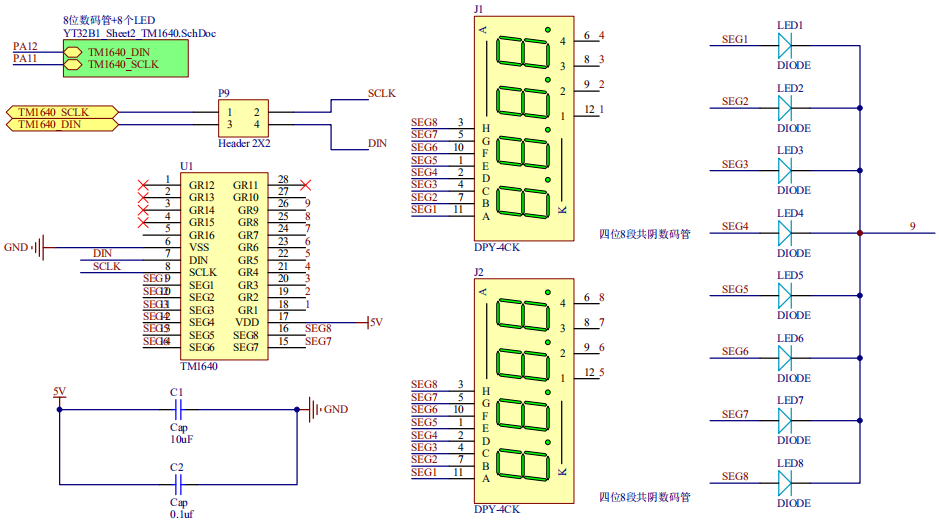 8位数码管+8个LED
YT32B1_Sheet2_TM1640.SchDoc
PA12
PA11
TM1640_DIN
TM1640_SCLK
TM1640_SCLK
TM1640_DIN
P9
1 2
3 4
Header 2X2
SCLK
DIN
U1
1 GR12 GR11 28
2 GR13 GR10 27
3 GR14 GR9 26 9
4 GR15 GR8 25 8
5 GR16 GR7 24 7
GND 6 VSS GR6 23 6
DIN 7 DIN GR5 22 5
SCLK 8 SCLK GR4 21 4
SEG1 9 SEG1 GR3 20 3
SEG2 10 SEG2 GR2 19 2
SEG3 11 SEG3 GR1 18 1
SEG4 12 SEG4 VDD 17 5V
SEG5 13 SEG5 SEG8 16 SEG8
SEG6 14 SEG6 SEG7 15 SEG7
TM1640
5V
C1
Cap
10uF
GND
C2
Cap
0.1uf
J1
A
4 6 4
3 8 3
2 9 2
1 12 1
SEG8 3 H
SEG7 5 G
SEG6 10 F
SEG5 1 E
SEG4 2 D
SEG3 4 C
SEG2 7 B
SEG1 11 A
K
DPY-4CK
四位8段共阴数码管
J2
A
4 6 8
3 8 7
2 9 6
1 12 5
SEG8 3 H
SEG7 5 G
SEG6 10 F
SEG5 1 E
SEG4 2 D
SEG3 4 C
SEG2 7 B
SEG1 11 A
K
DPY-4CK
四位8段共阴数码管
LED1
SEG1
DIODE
LED2
SEG2
DIODE
LED3
SEG3
DIODE
LED4
SEG4
DIODE
9
LED5
SEG5
DIODE
LED6
SEG6
DIODE
LED7
SEG7
DIODE
LED8
SEG8
DIODE